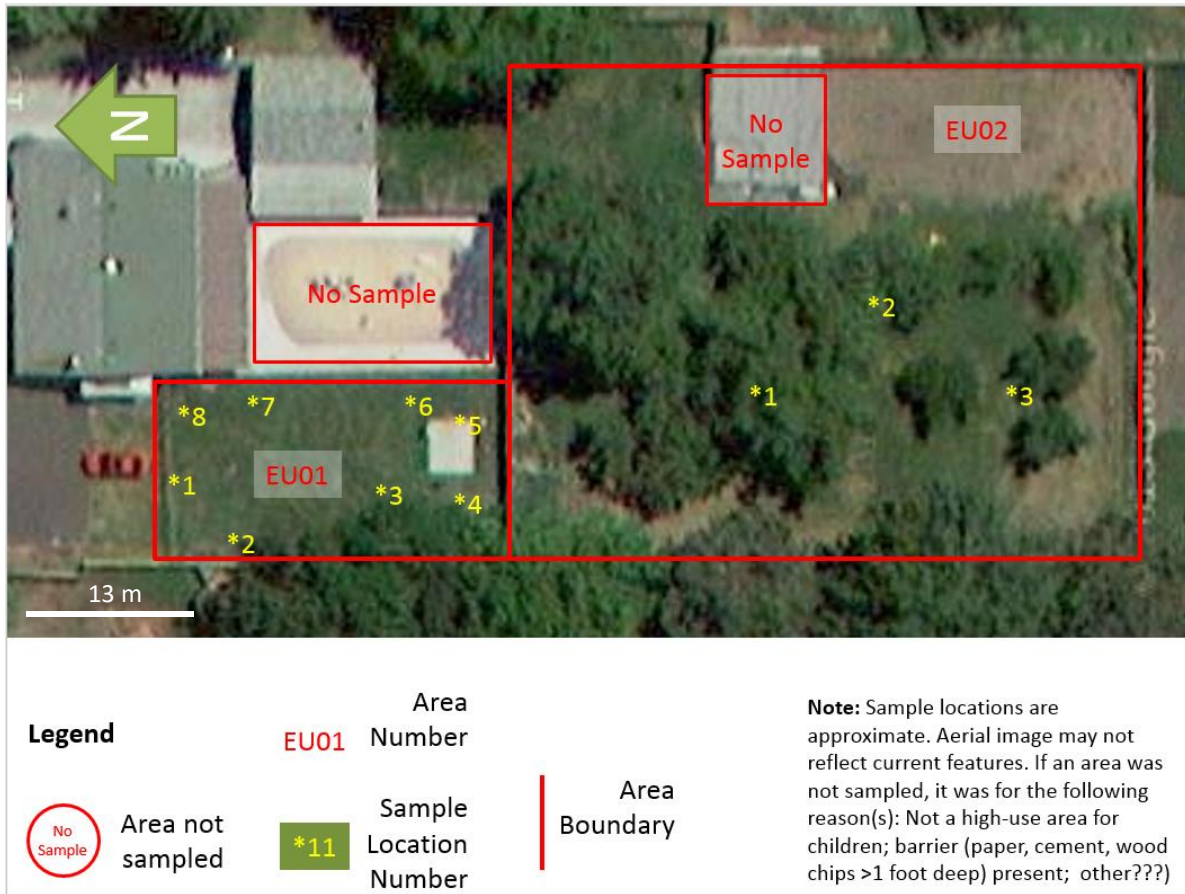 N
No
Sample
EU02
No Sample
*2
*1
*3
*8
*7
*6
*5
EU01
*1
*3
*4
*2
13 m
Legend
EU01
Area
Number
No
Sample
Area not
sampled
*11
Sample
Location
Number
Area
Boundary
Note: Sample locations are
approximate. Aerial image may not
reflect current features. If an area was
not sampled, it was for the following
reason(s): Not a high-use area for
children; barrier (paper, cement, wood
chips >1 foot deep) present;  other???)